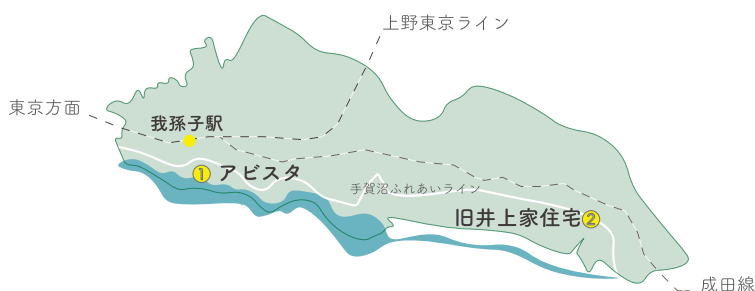 上野東京ライン
東京方面
我孫子駅
① アビスタ
手賀沼ふれあいライン
旧井上家住宅②
成田線